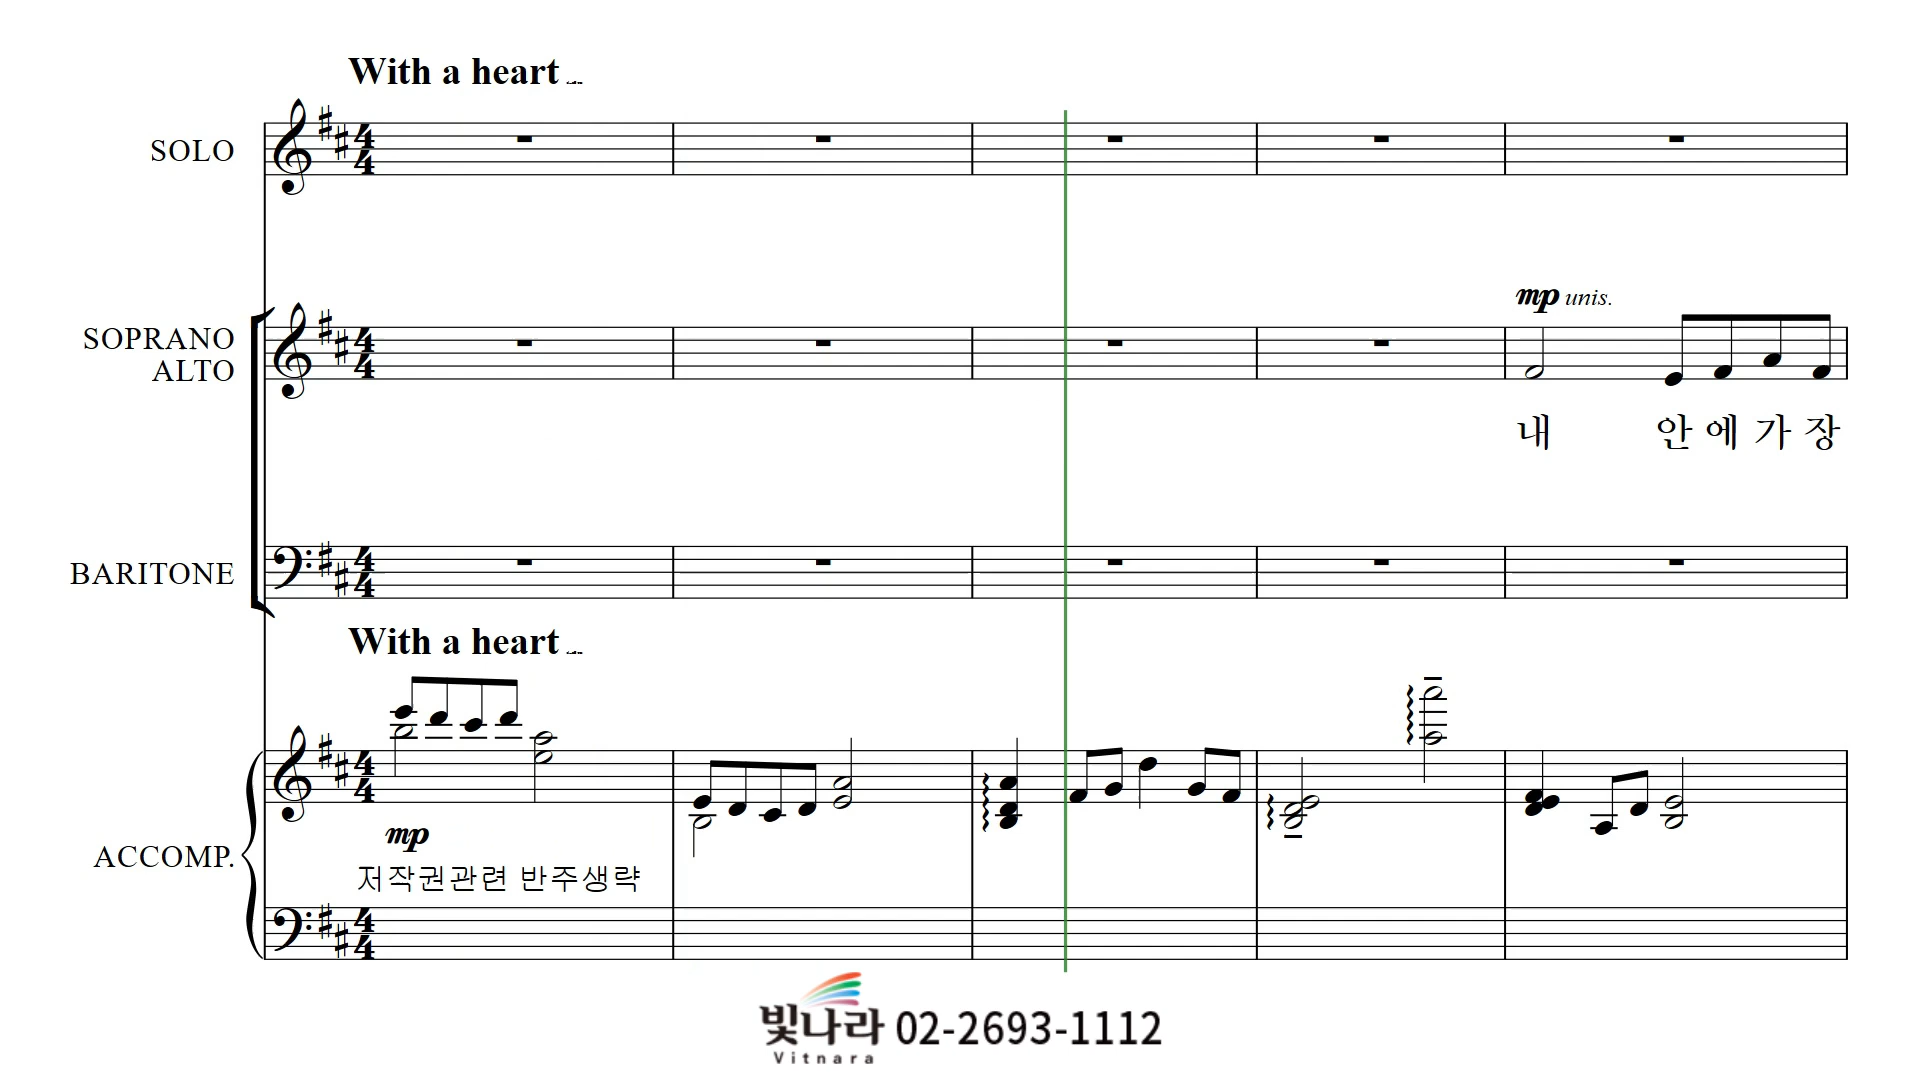 With a heart
SOLO
mp unis.
SOPRANO
ALTO
내 안에 가장
BARITONE
With a heart
mp
ACCOMP.
저작권관련 반주생략
빛나라 02-2693-1112
Vitnara